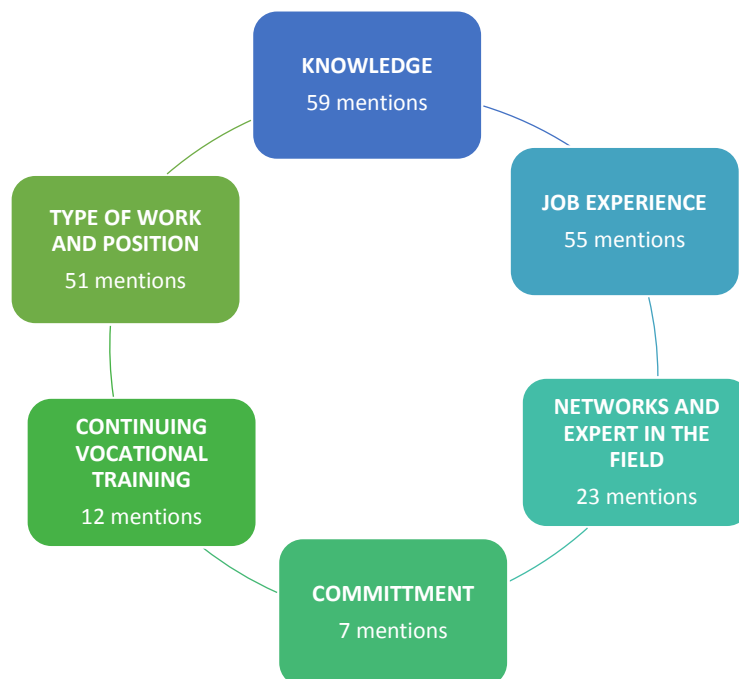 KNOWLEDGE
59 mentions
JOB EXPERIENCE
55 mentions
NETWORKS AND
EXPERT IN THE
FIELD
23 mentions
COMMITTMENT
7 mentions
CONTINUING
VOCATIONAL
TRAINING
12 mentions
TYPE OF WORK
AND POSITION
51 mentions